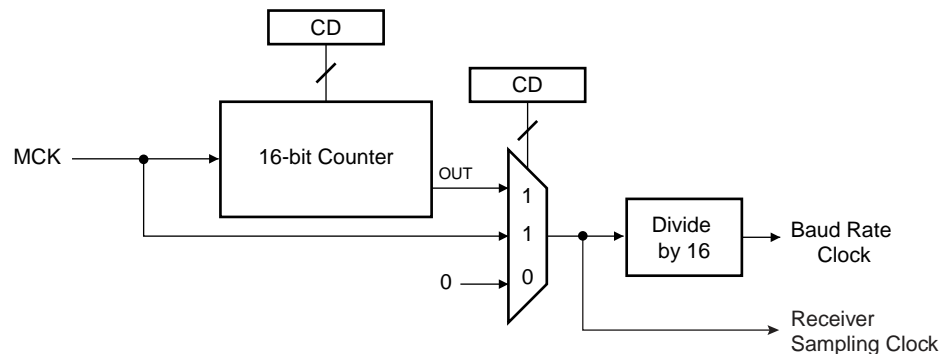 CD
CD
MCK
16-bit Counter
OUT
1
1
0
0
Divide
by 16
Baud Rate
Clock
Receiver
Sampling Clock